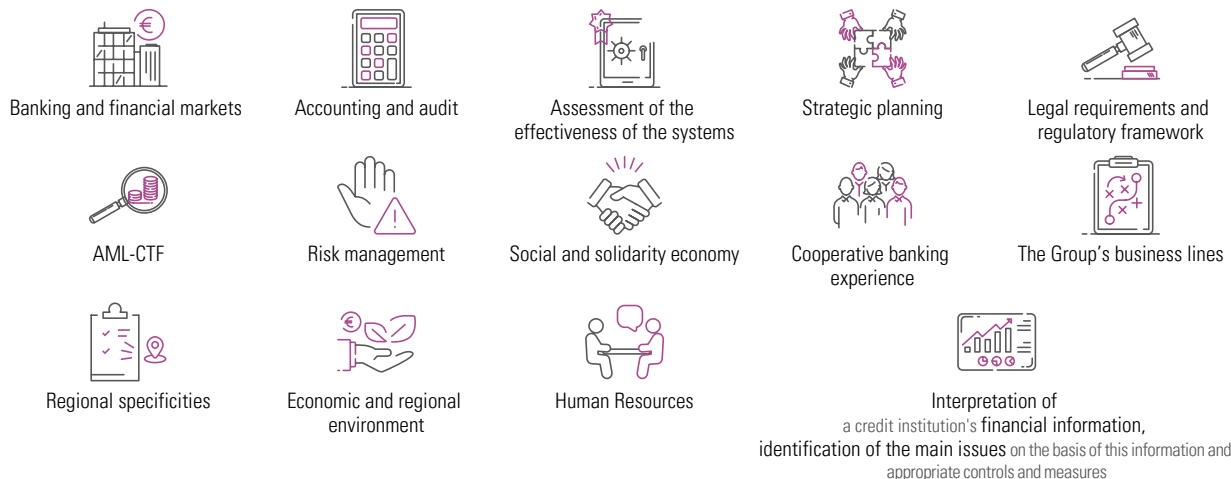 €
Banking and financial markets
Accounting and audit
Assessment of the
effectiveness of the systems
Strategic planning
Legal requirements and
regulatory framework
AML-CTF
Risk management
Social and solidarity economy
Cooperative banking
experience
The Group's business lines
Regional specificities
€
Economic and regional
environment
Human Resources
Interpretation of
a credit institution's financial information,
identification of the main issues on the basis of this information and
appropriate controls and measures